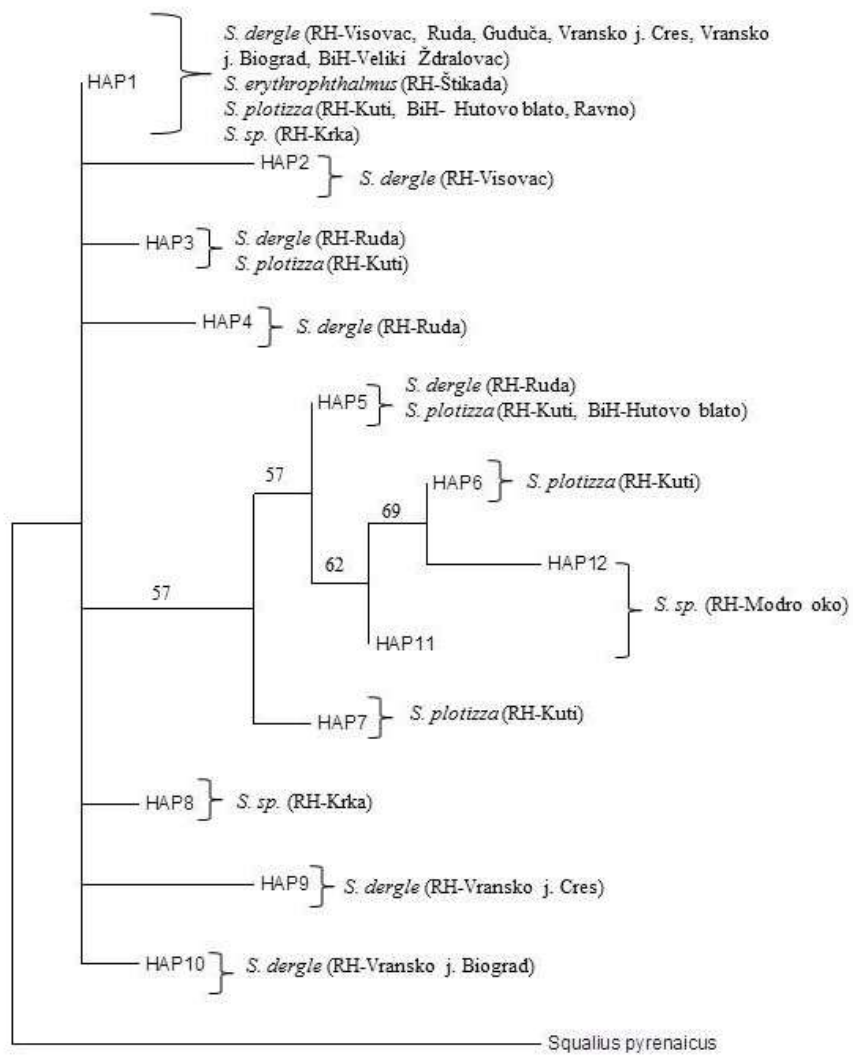 S. dergle (RH-Visovac, Ruda, Guduča, Vransko j. Cres, Vransko
j. Biograd, BiH-Veliki Ždralovac)
HAP1
S. erythrophthalmus (RH-Štikada)
S. plotizza (RH-Kuti, BiH- Hutovo blato, Ravno)
S. sp. (RH-Krka)
HAP2
S. dergle (RH-Visovac)
HAP3
S. dergle (RH-Ruda)
S. plotizza (RH-Kuti)
HAP4
S. dergle (RH-Ruda)
HAP5
S. dergle (RH-Ruda)
S. plotizza (RH-Kuti, BiH-Hutovo blato)
57
HAP6
S. plotizza (RH-Kuti)
69
62
HAP12
57
S. sp. (RH-Modro oko)
HAP11
HAP7
S. plotizza (RH-Kuti)
HAP8
S. sp. (RH-Krka)
HAP9
S. dergle (RH-Vransko j. Cres)
HAP10
S. dergle (RH-Vransko j. Biograd)
Squalius pyrenaicus